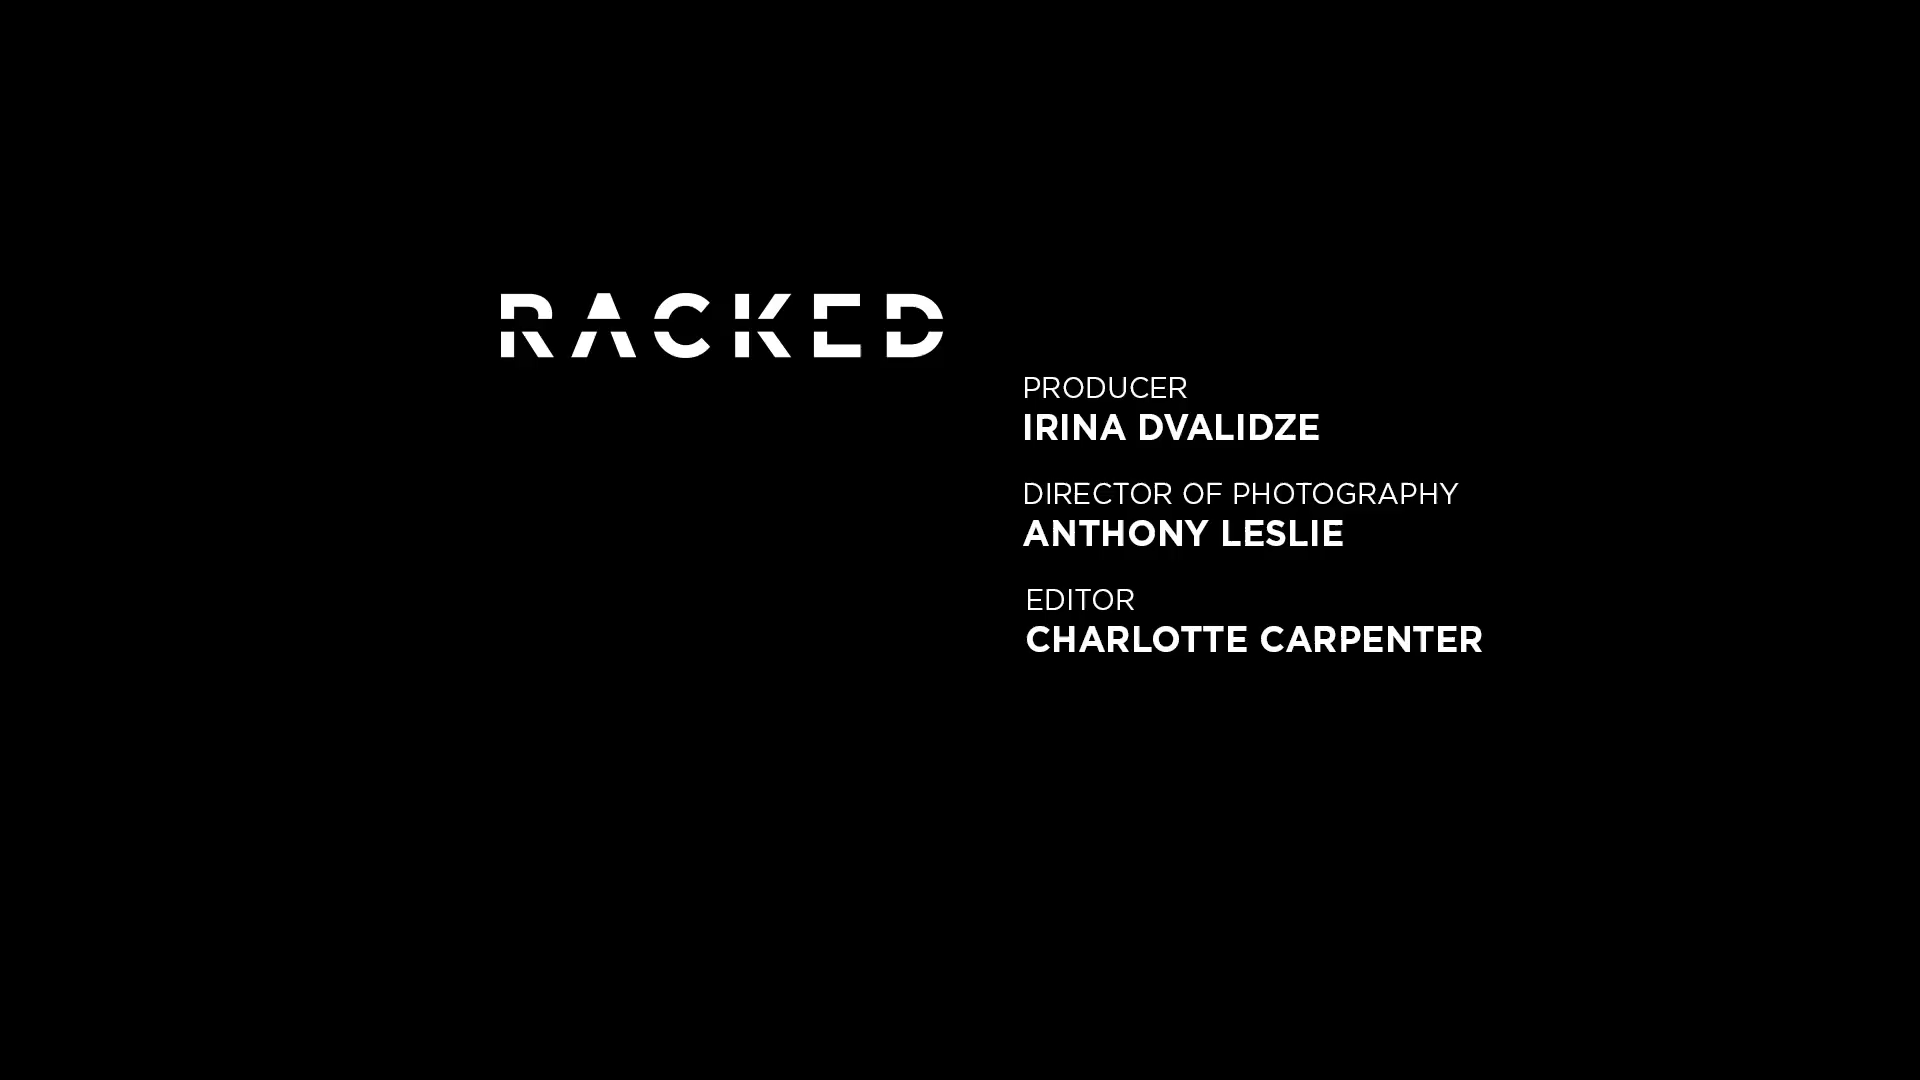 RACKED
PRODUCER
IRINA DVALIDZE
DIRECTOR OF PHOTOGRAPHY
ANTHONY LESLIE
EDITOR
CHARLOTTE CARPENTER